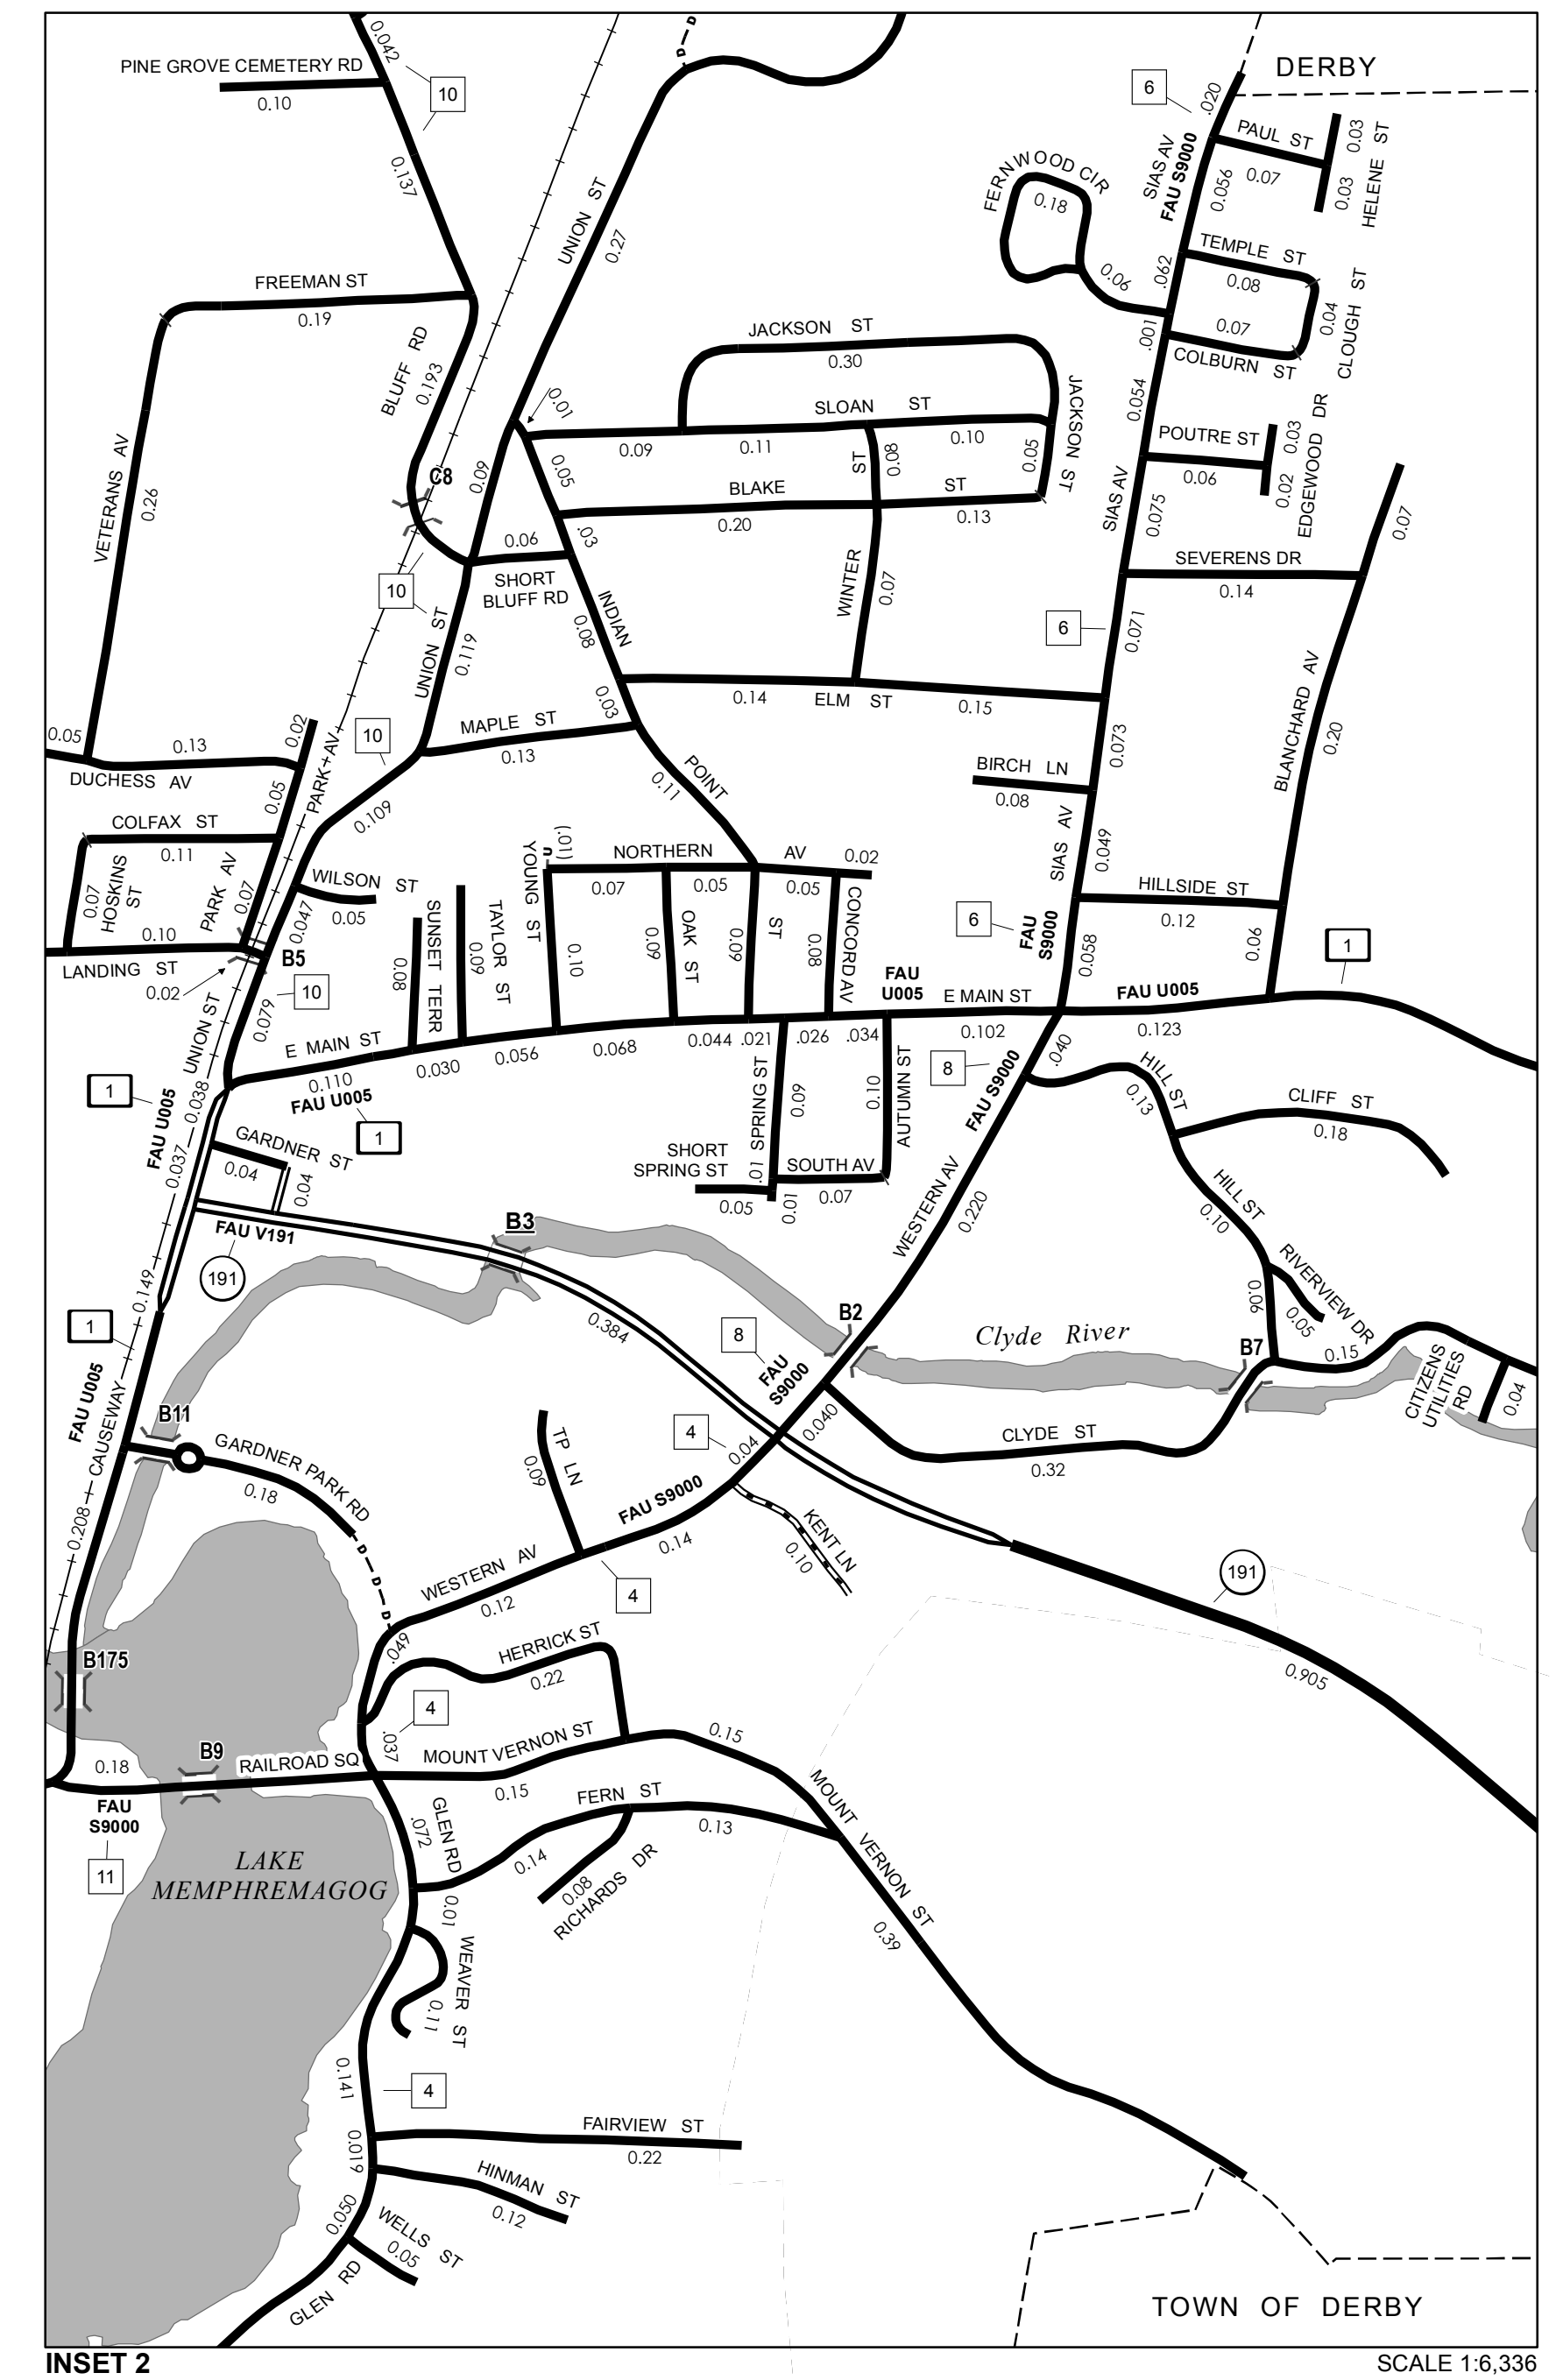 DERBY
PINE GROVE CEMETERY RD
0.10
0.042
10
0.137
UNION ST
0.27
D
D
6
.020
SIAS AV
FAU S9000
PAUL ST
0.07
0.03
0.03
HELENE ST
0.056
FERNWOOD CIR
0.18
0.06
.062
TEMPLE ST
0.08
0.04
CLOUGH ST
0.07
COLBURN ST
.001
0.054
FREEMAN ST
0.19
BLUFF RD
0.193
VETERANS AV
0.26
JACKSON ST
0.30
JACKSON ST
0.05
0.01
SLOAN ST
0.09
0.11
0.10
POUTRE ST
0.06
0.03
0.02
EDGEWOOD DR
C8
0.09
0.05
BLAKE ST
0.20
0.13
ST
0.08
WINTER
0.07
SIAS AV
0.075
0.07
SEVERENS DR
0.14
.03
0.06
SHORT
BLUFF RD
10
UNION ST
0.119
INDIAN
0.08
6
0.071
ELM ST
0.14
0.15
0.03
MAPLE ST
0.13
POINT
0.11
BLANCHARD AV
0.20
0.073
BIRCH LN
0.08
0.05
0.13
DUCHESS AV
0.02
0.05
PARK AV
10
0.109
COLFAX ST
0.11
HOSKINS
ST
0.07
PARK AV
0.07
WILSON ST
0.05
0.047
0.10
LANDING ST
0.02
B5
10
0.079
UNION ST
SUNSET TERR
0.08
TAYLOR ST
0.09
YOUNG ST
U
(.01)
0.10
NORTHERN AV
0.07
0.05
0.05
0.02
OAK ST
0.09
0.09
ST
0.08
CONCORD AV
SIAS AV
0.049
HILLSIDE ST
0.12
6
FAU
S9000
0.058
0.06
1
FAU
U005
E MAIN ST
0.102
FAU U005
0.123
E MAIN ST
0.110
0.030
0.056
0.068
0.044
.021
.026
.034
FAU U005
1
1
FAU U005
0.038
0.037
GARDNER ST
0.04
0.04
FAU V191
191
SPRING ST
0.09
.01
SHORT
SPRING ST
0.05
0.01
SOUTH AV
0.07
0.10
AUTUMN ST
8
FAU S9000
.040
HILL ST
0.13
CLIFF ST
0.18
HILL ST
0.10
RIVERVIEW DR
0.05
0.06
WESTERN AV
0.220
B3
0.384
B2
8
FAU
S9000
Clyde River
B7
0.15
CITIZENS
UTILITIES
RD
0.04
0.149
1
FAU U005
CAUSEWAY
0.208
B11
GARDNER PARK RD
0.18
D
D
D
TP LN
0.09
4
0.04
0.040
CLYDE ST
0.32
FAU S9000
0.14
KENT LN
0.10
4
WESTERN AV
0.12
.049
191
0.905
B175
HERRICK ST
0.22
4
.037
B9
RAILROAD SQ
0.18
FAU
S9000
11
MOUNT VERNON ST
0.15
0.15
MOUNT VERNON ST
0.39
FERN ST
0.14
0.13
RICHARDS DR
0.08
GLEN RD
.072
0.01
LAKE
MEMPHREMAGOG
WEAVER ST
0.11
0.141
4
FAIRVIEW ST
0.22
0.019
HINMAN ST
0.12
0.050
WELLS ST
0.05
GLEN RD
TOWN OF DERBY
INSET 2
SCALE 1:6,336